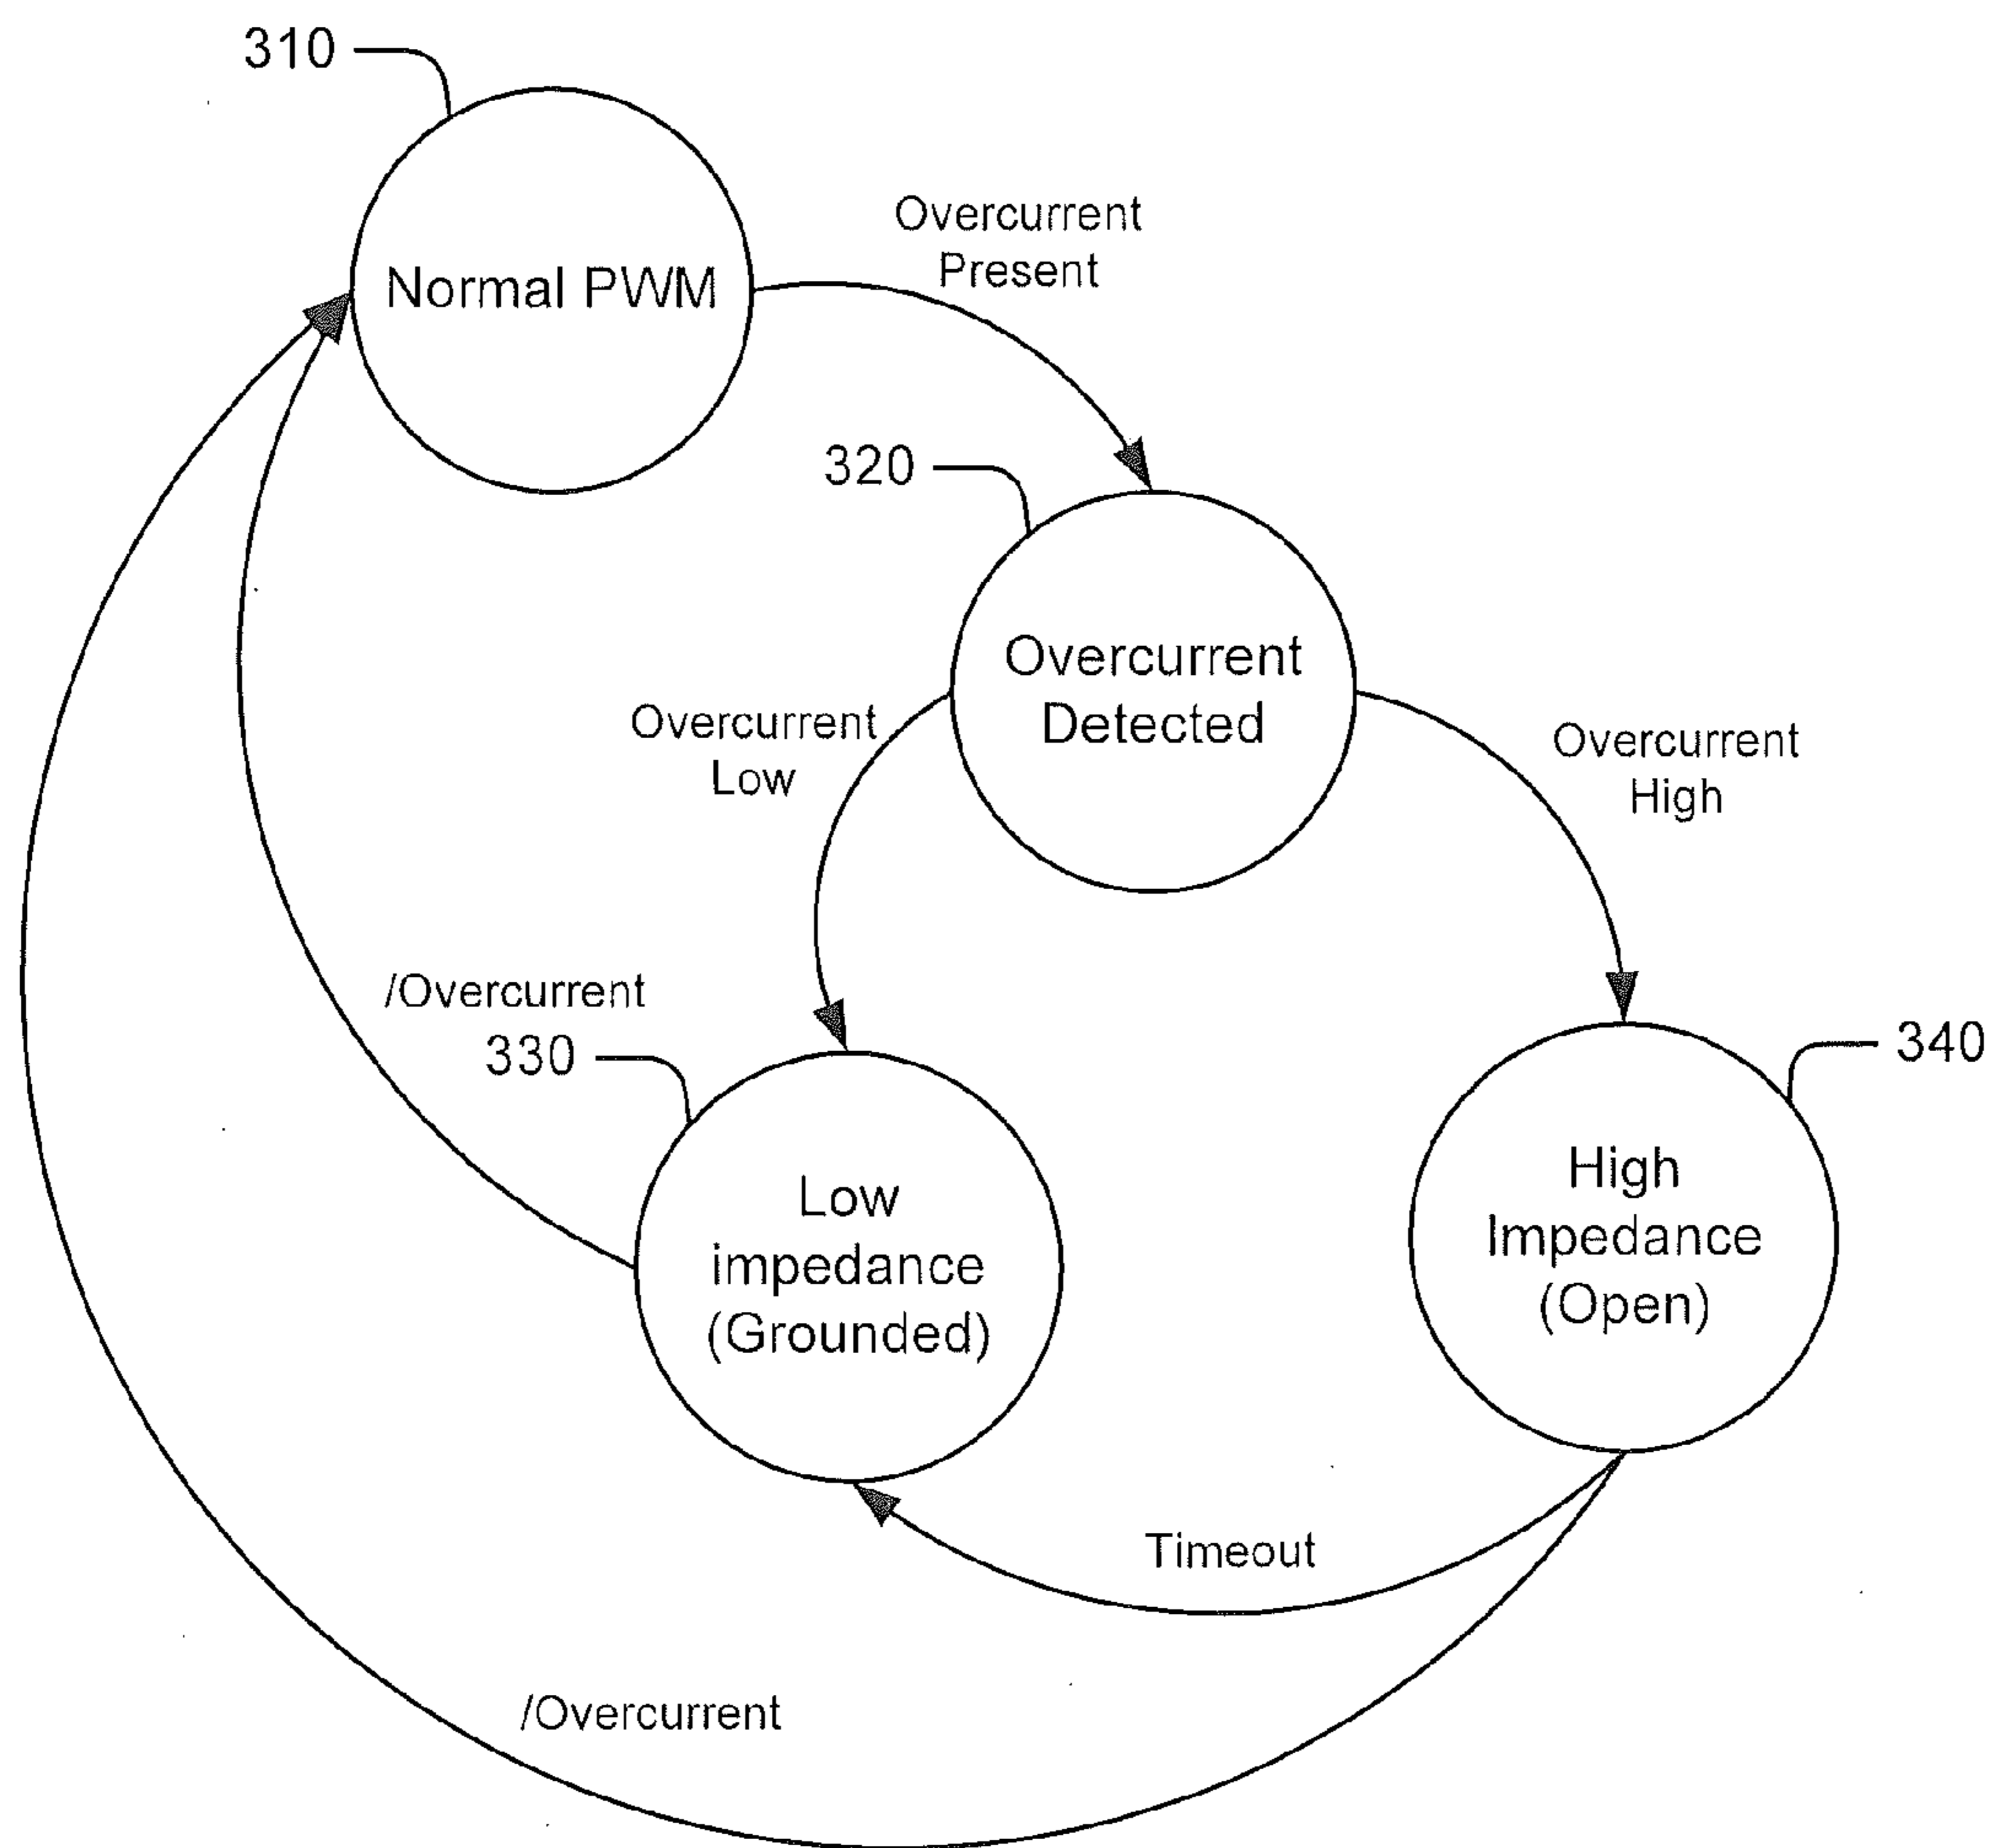 310
Normal PWM
Overcurrent
Present
320
Overcurrent
Detected
Overcurrent
Low
Overcurrent
High
/Overcurrent
330
340
Low
impedance
(Grounded)
High
Impedance
(Open)
Timeout
/Overcurrent